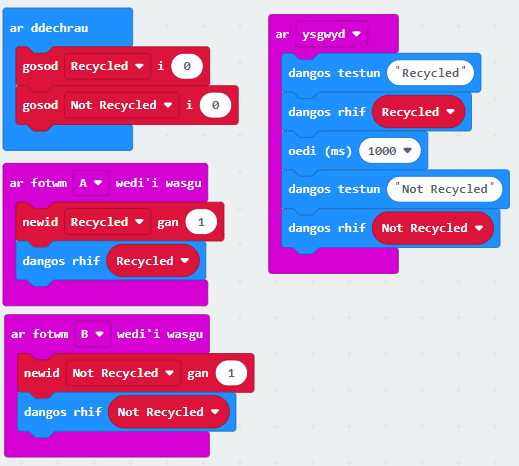 ar ddechrau
gosod Recycled i 0
gosod Not Recycled i 0
ar fotwm A wedi'i wasgu
newid Recycled gan 1
dangos rhif Recycled
ar fotwm B wedi'i wasgu
newid Not Recycled gan 1
dangos rhif Not Recycled
ar ysgwyd
dangos testun "Recycled"
dangos rhif Recycled
oedi (ms) 1000
dangos testun "Not Recycled"
dangos rhif Not Recycled